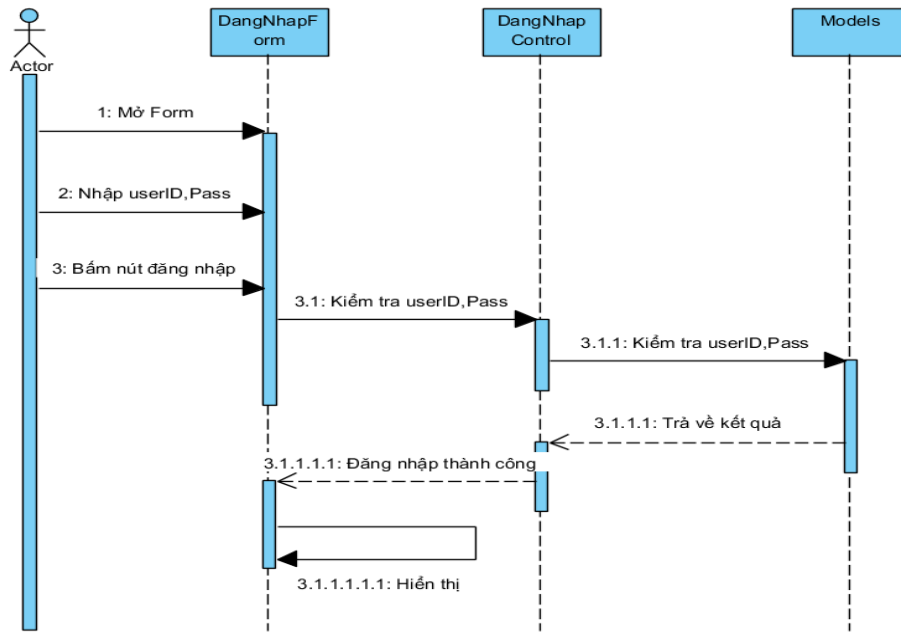 DangNhapF
orm
DangNhap
Control
Models
Actor
1: Mở Form
2: Nhập userID,Pass
3: Bấm nút đăng nhập
3.1: Kiểm tra userID,Pass
3.1.1: Kiểm tra userID,Pass
3.1.1.1: Trả về kết quả
3.1.1.1.1: Đăng nhập thành công
3.1.1.1.1.1: Hiển thị